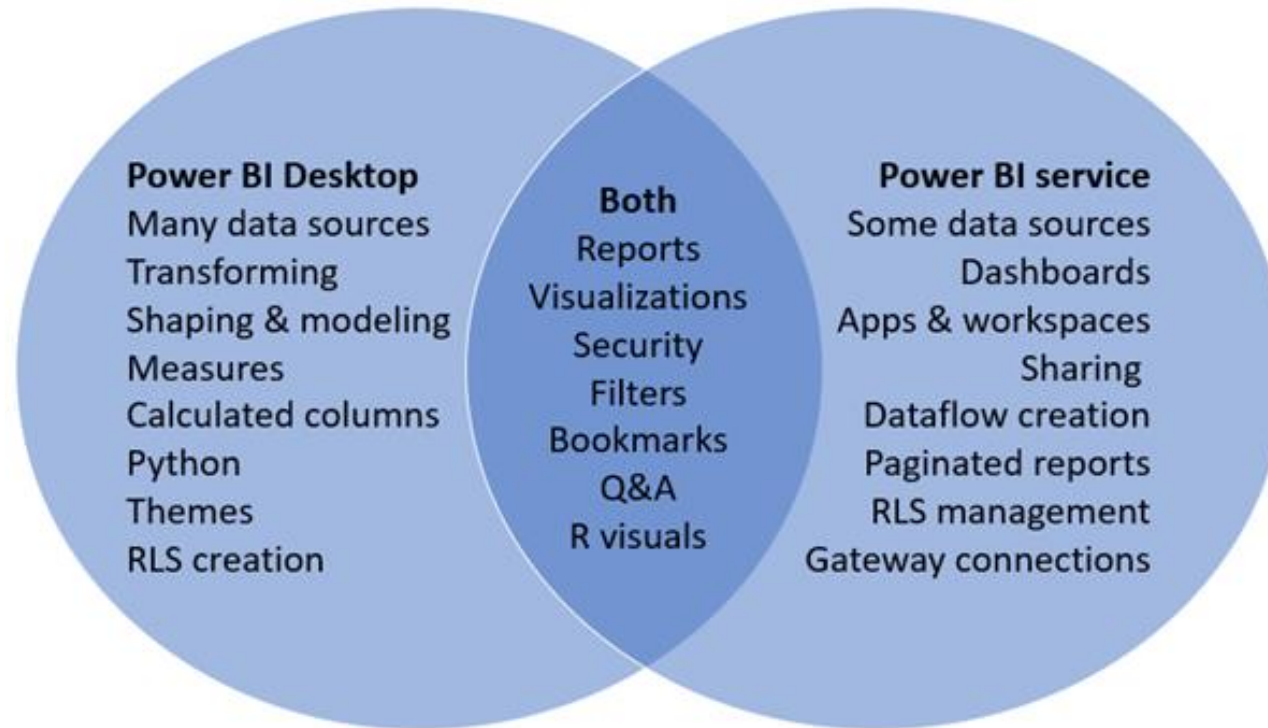 Power BI Desktop
Many data sources
Transforming
Shaping & modeling
Measures
Calculated columns
Python
Themes
RLS creation
Both
Reports
Visualizations
Security
Filters
Bookmarks
Q&A
R visuals
Power BI service
Some data sources
Dashboards
Apps & workspaces
Sharing
Dataflow creation
Paginated reports
RLS management
Gateway connections